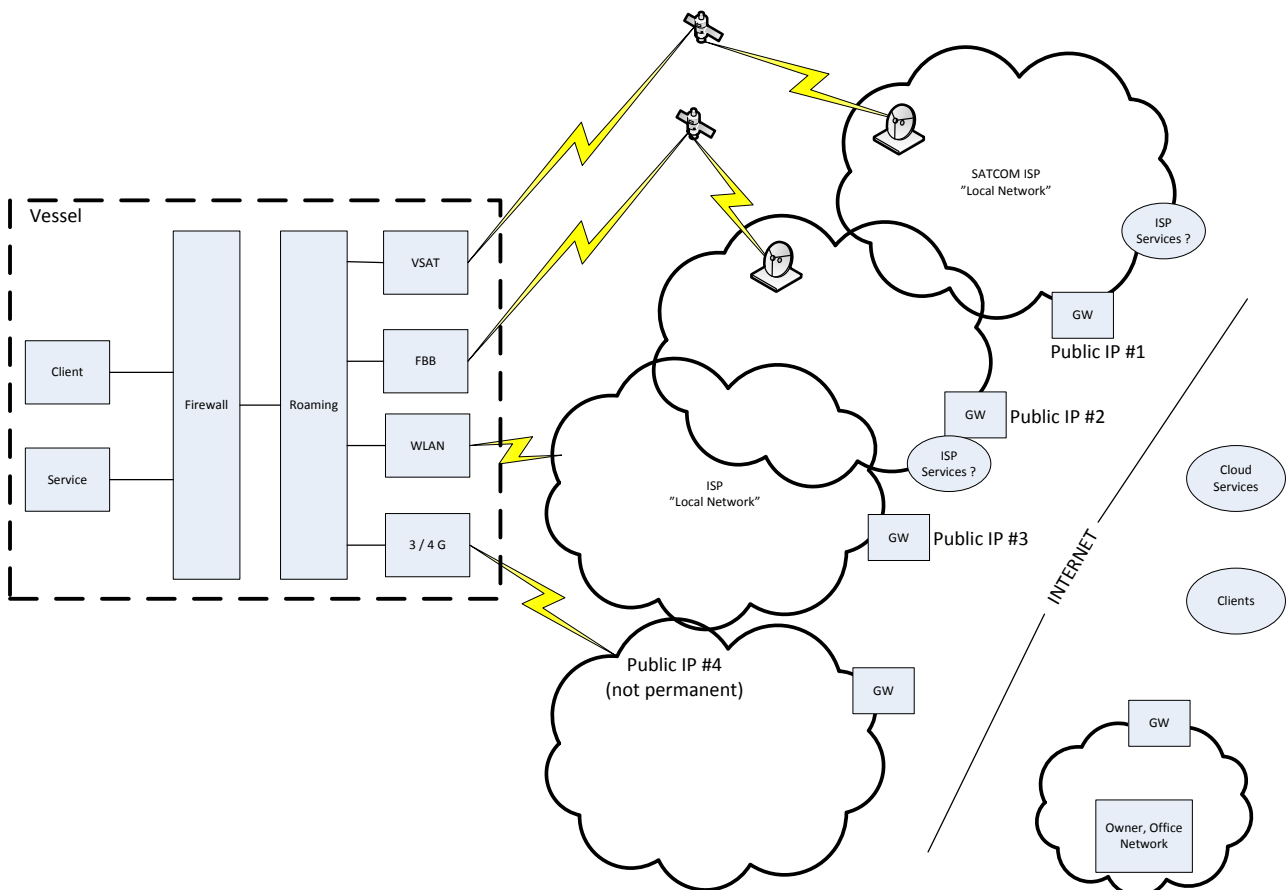 SATCOM ISP
”Local Network”
Vessel
ISP
Services ?
VSAT
GW
Public IP #1
FBB
Client
Firewall
Roaming
GW
Public IP #2
WLAN
ISP
Services ?
Cloud
Services
Service
ISP
”Local Network”
GW
Public IP #3
3 / 4 G
INTERNET
Clients
Public IP #4
(not permanent)
GW
GW
Owner, Office
Network